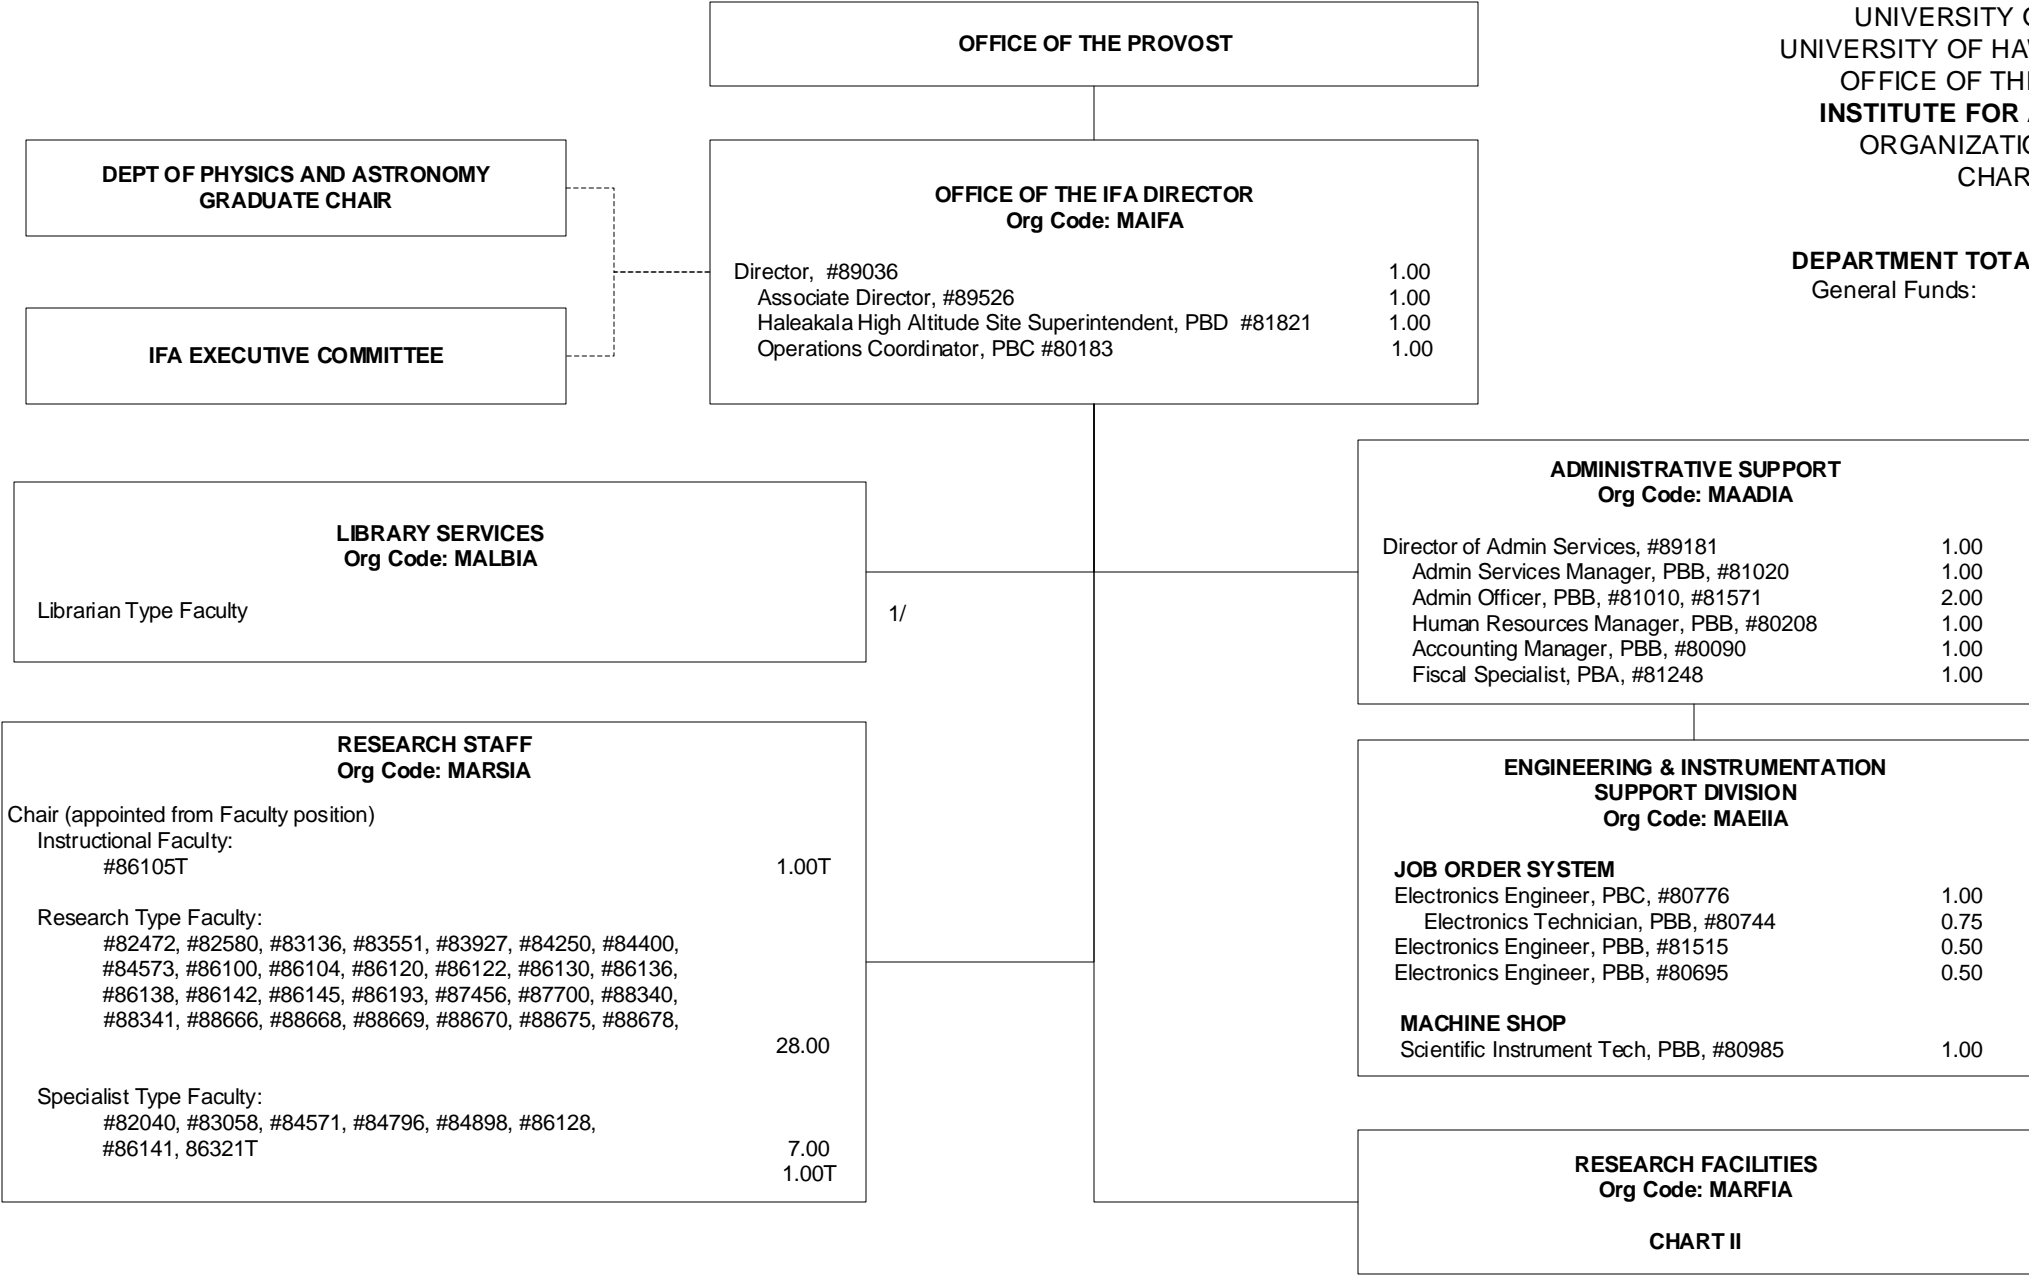 OFFICE OF THE PROVOST
UNIVERSITY
UNIVERSITY OF
OFFICE OF
INSTITUTE FOR
DEPT OF PHYSICS AND ASTRONOMY
GRADUATE CHAIR
IFA EXECUTIVE COMMITTEE
OFFICE OF THE IFA DIRECTOR
Org Code: MAIFA
Director, #89036 1.00
Associate Director, #89526 1.00
Haleakala High Altitude Site Superintendent, PBD #81821 1.00
Operations Coordinator, PBC #80183 1.00
DEPARTMENT
General Funds:
LIBRARY SERVICES
Org Code: MALBIA
Librarian Type Faculty 1/
ADMINISTRATIVE SUPPORT
Org Code: MAADIA
Director of Admin Services, #89181 1.00
Admin Services Manager, PBB, #81020 1.00
Admin Officer, PBB, #81010, #81571 2.00
Human Resources Manager, PBB, #80208 1.00
Accounting Manager, PBB, #80090 1.00
Fiscal Specialist, PBA, #81248 1.00
RESEARCH STAFF
Org Code: MARSIA
Chair (appointed from Faculty position)
Instructional Faculty:
#86105T 1.00T
Research Type Faculty:
#82472, #82580, #83136, #83551, #83927, #84250, #84400,
#84573, #86100, #86104, #86120, #86122, #86130, #86136,
#86138, #86142, #86145, #86193, #87456, #87700, #88340,
#88341, #88666, #88668, #88669, #88670, #88675, #88678,
28.00
Specialist Type Faculty:
#82040, #83058, #84571, #84796, #84898, #86128,
#86141, 86321T 7.00
1.00T
ENGINEERING & INSTRUMENTATION
SUPPORT DIVISION
Org Code: MAEIIA
JOB ORDER SYSTEM
Electronics Engineer, PBC, #80776 1.00
Electronics Technician, PBB, #80744 0.75
Electronics Engineer, PBB, #81515 0.50
Electronics Engineer, PBB, #80695 0.50
MACHINE SHOP
Scientific Instrument Tech, PBB, #80985 1.00
RESEARCH FACILITIES
Org Code: MARFIA
CHART II